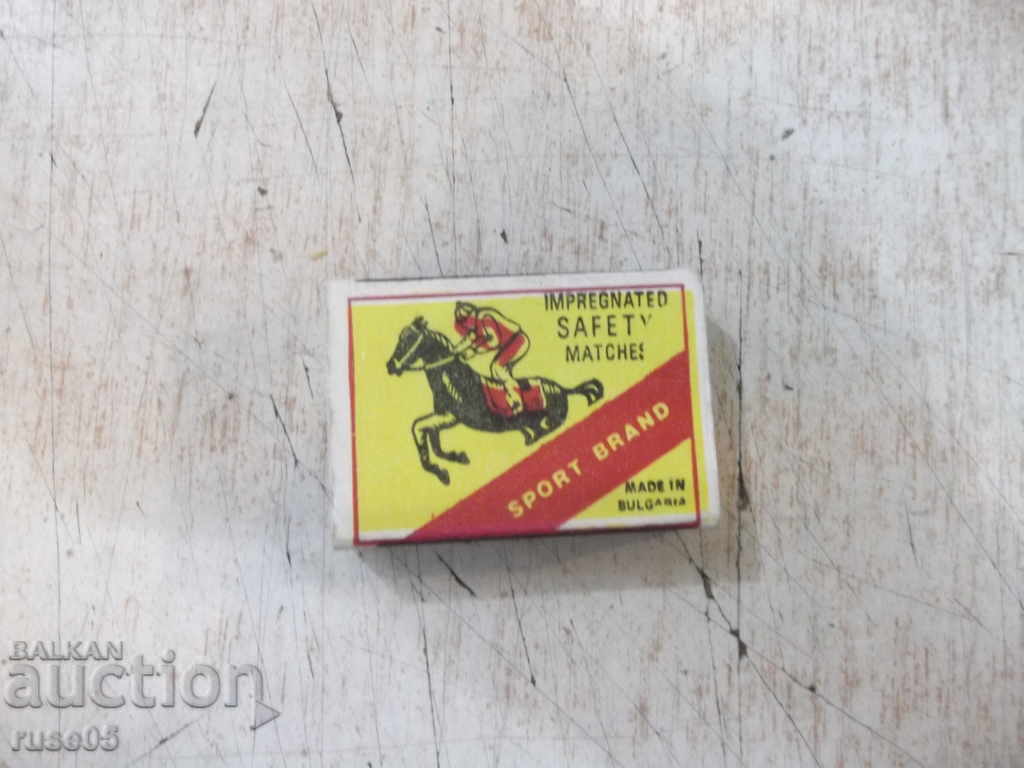 IMPREGNATED
SAFETY
MATCHES
SPORT BRAND
MADE IN
BULGARIA
BALKAN
auction
ruse05